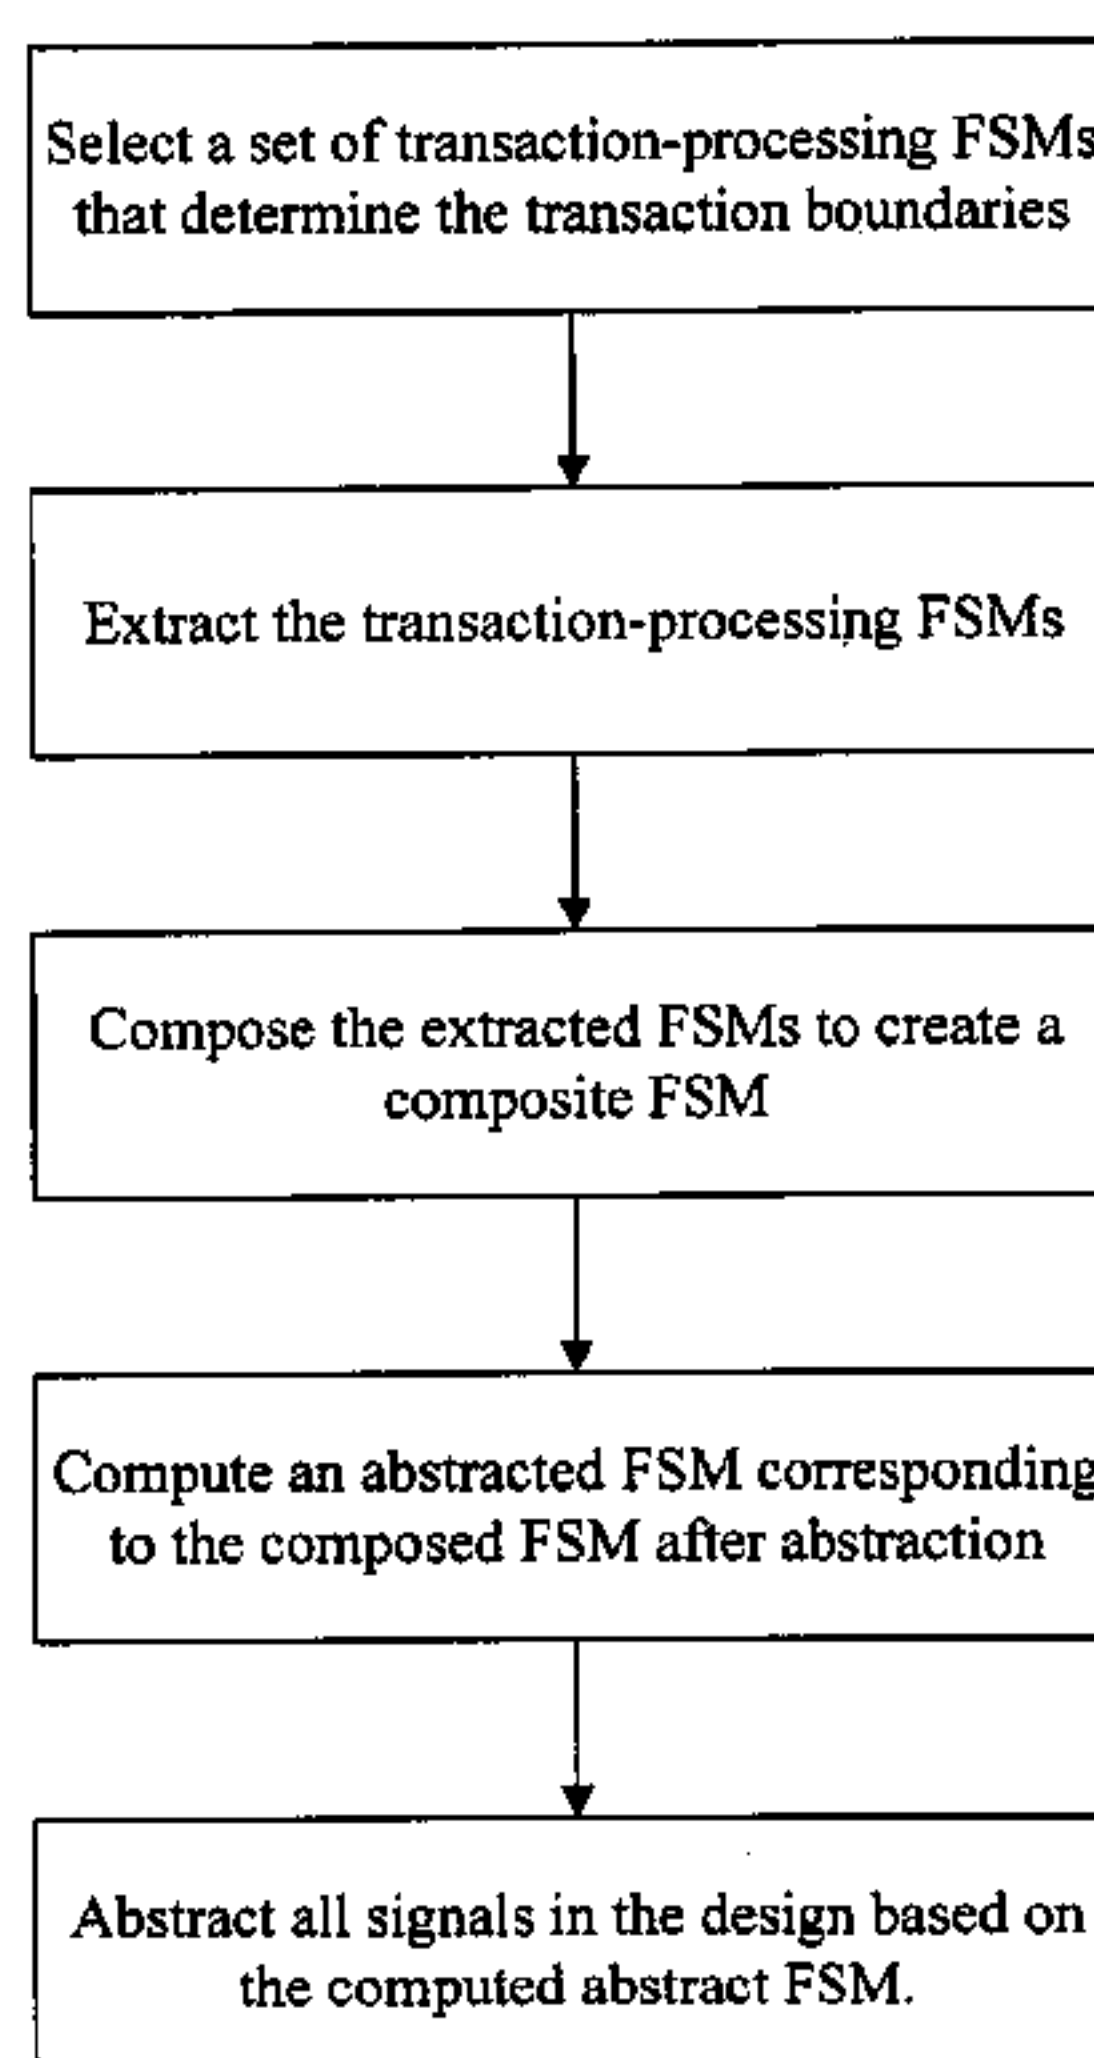 Select a set of transaction-processing FSMs
that determine the transaction boundaries
Extract the transaction-processing FSMs
Compose the extracted FSMs to create a
composite FSM
Compute an abstracted FSM corresponding
to the composed FSM after abstraction
Abstract all signals in the design based on
the computed abstract FSM.